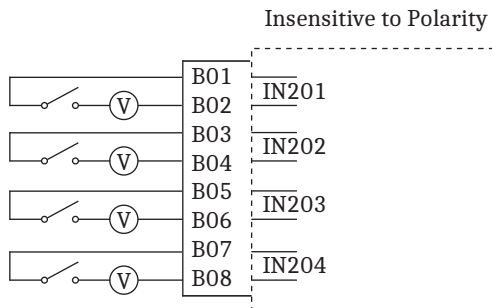 Insensitive to Polarity
B01
IN201
V
B02
B03
IN202
V
B04
B05
IN203
V
B06
B07
IN204
V
B08